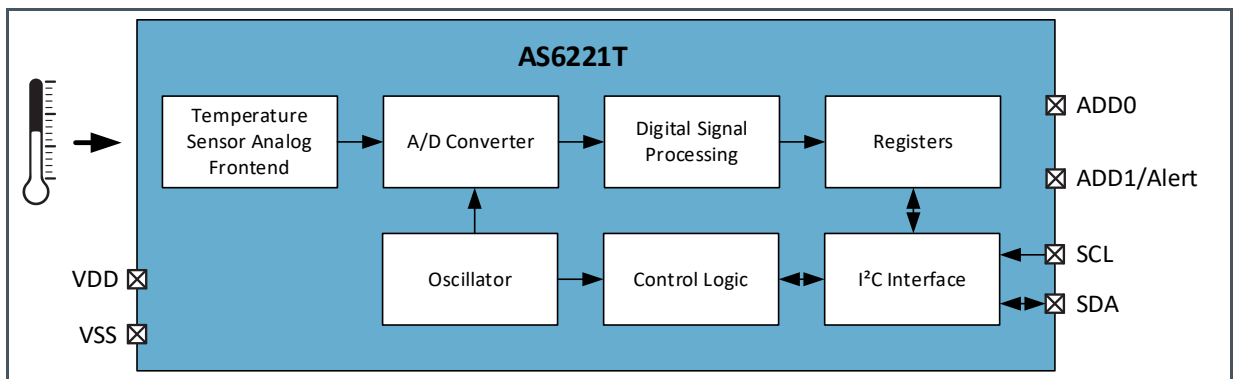 AS6221T
Temperature
Sensor Analog
Frontend
A/D Converter
Digital Signal
Processing
Registers
ADD0
ADD1/Alert
Oscillator
Control Logic
I²C Interface
SCL
SDA
VDD
VSS